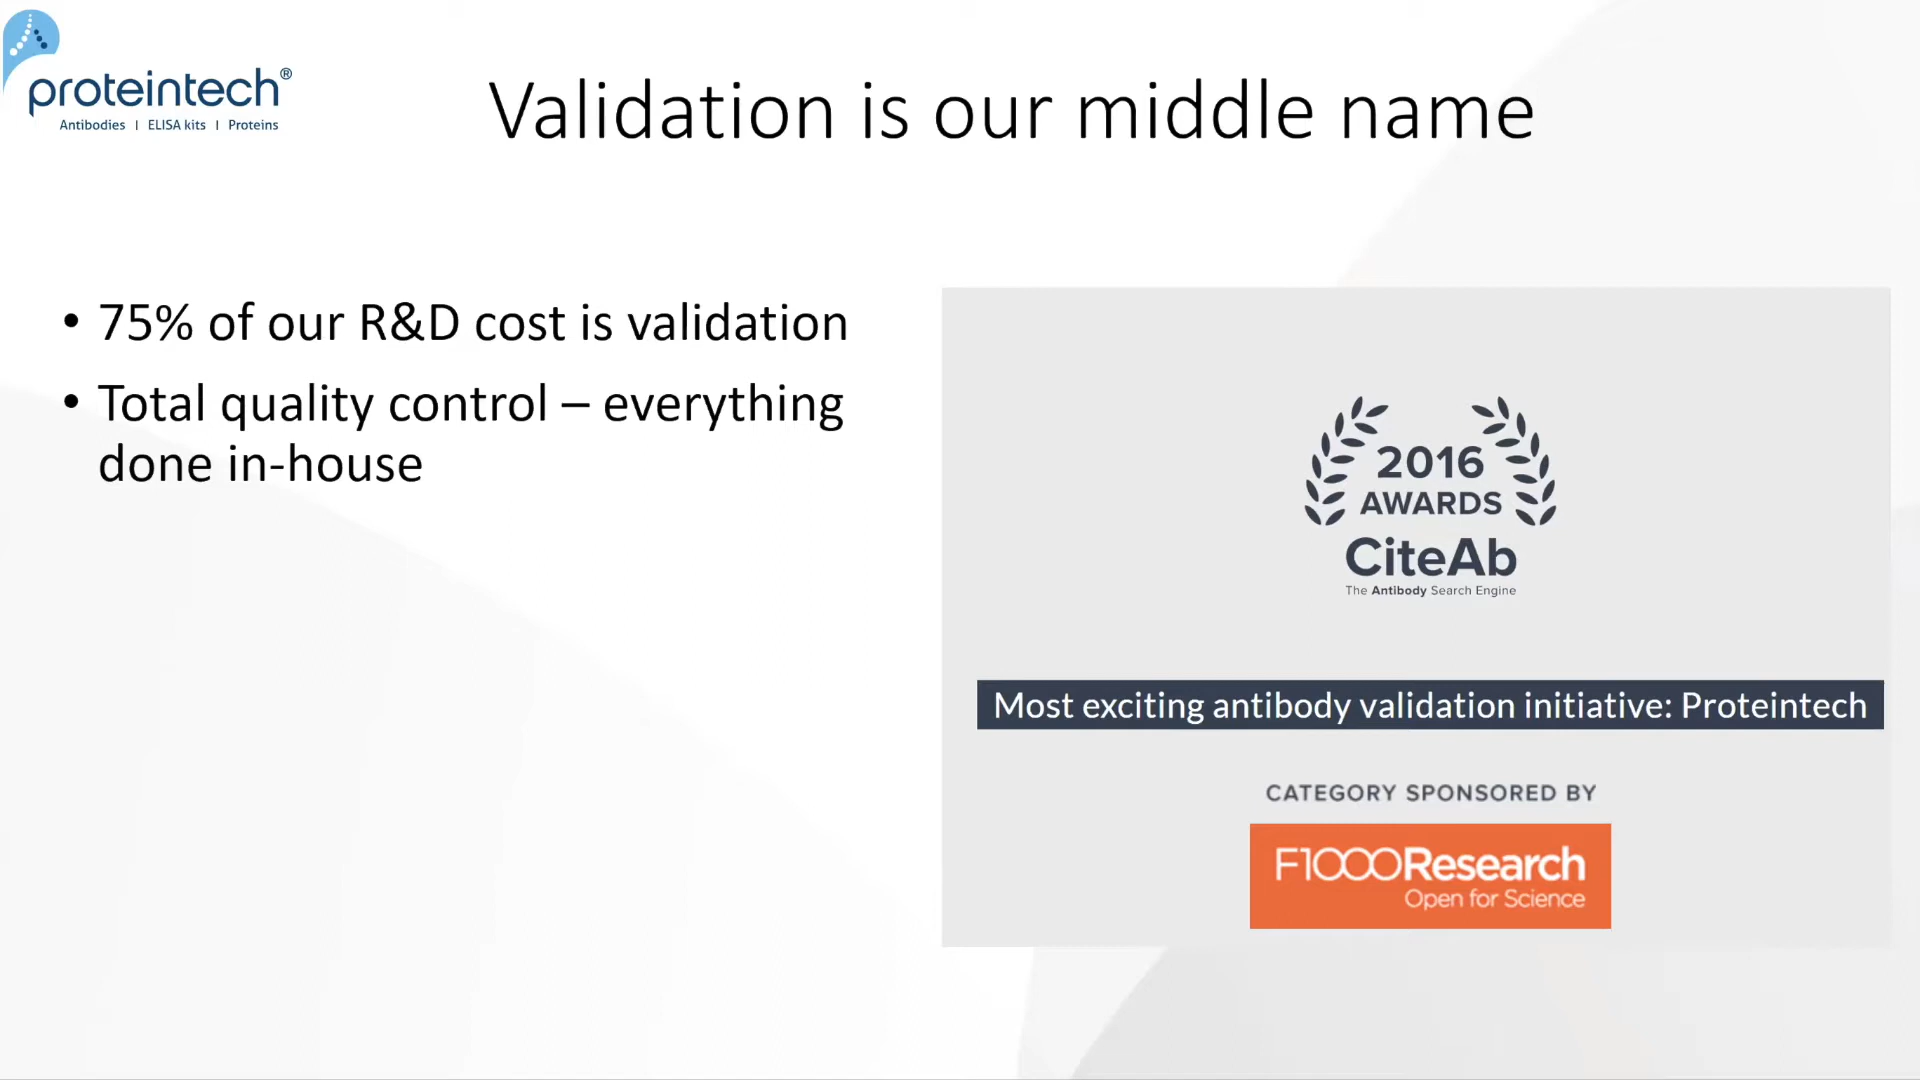 proteintech®
Antibodies | ELISA kits | Proteins
Validation is our middle name
• 75% of our R&D cost is validation
• Total quality control – everything
done in-house
2016
AWARDS
CiteAb
The Antibody Search Engine
Most exciting antibody validation initiative: Proteintech
CATEGORY SPONSORED BY
F1000Research
Open for Science